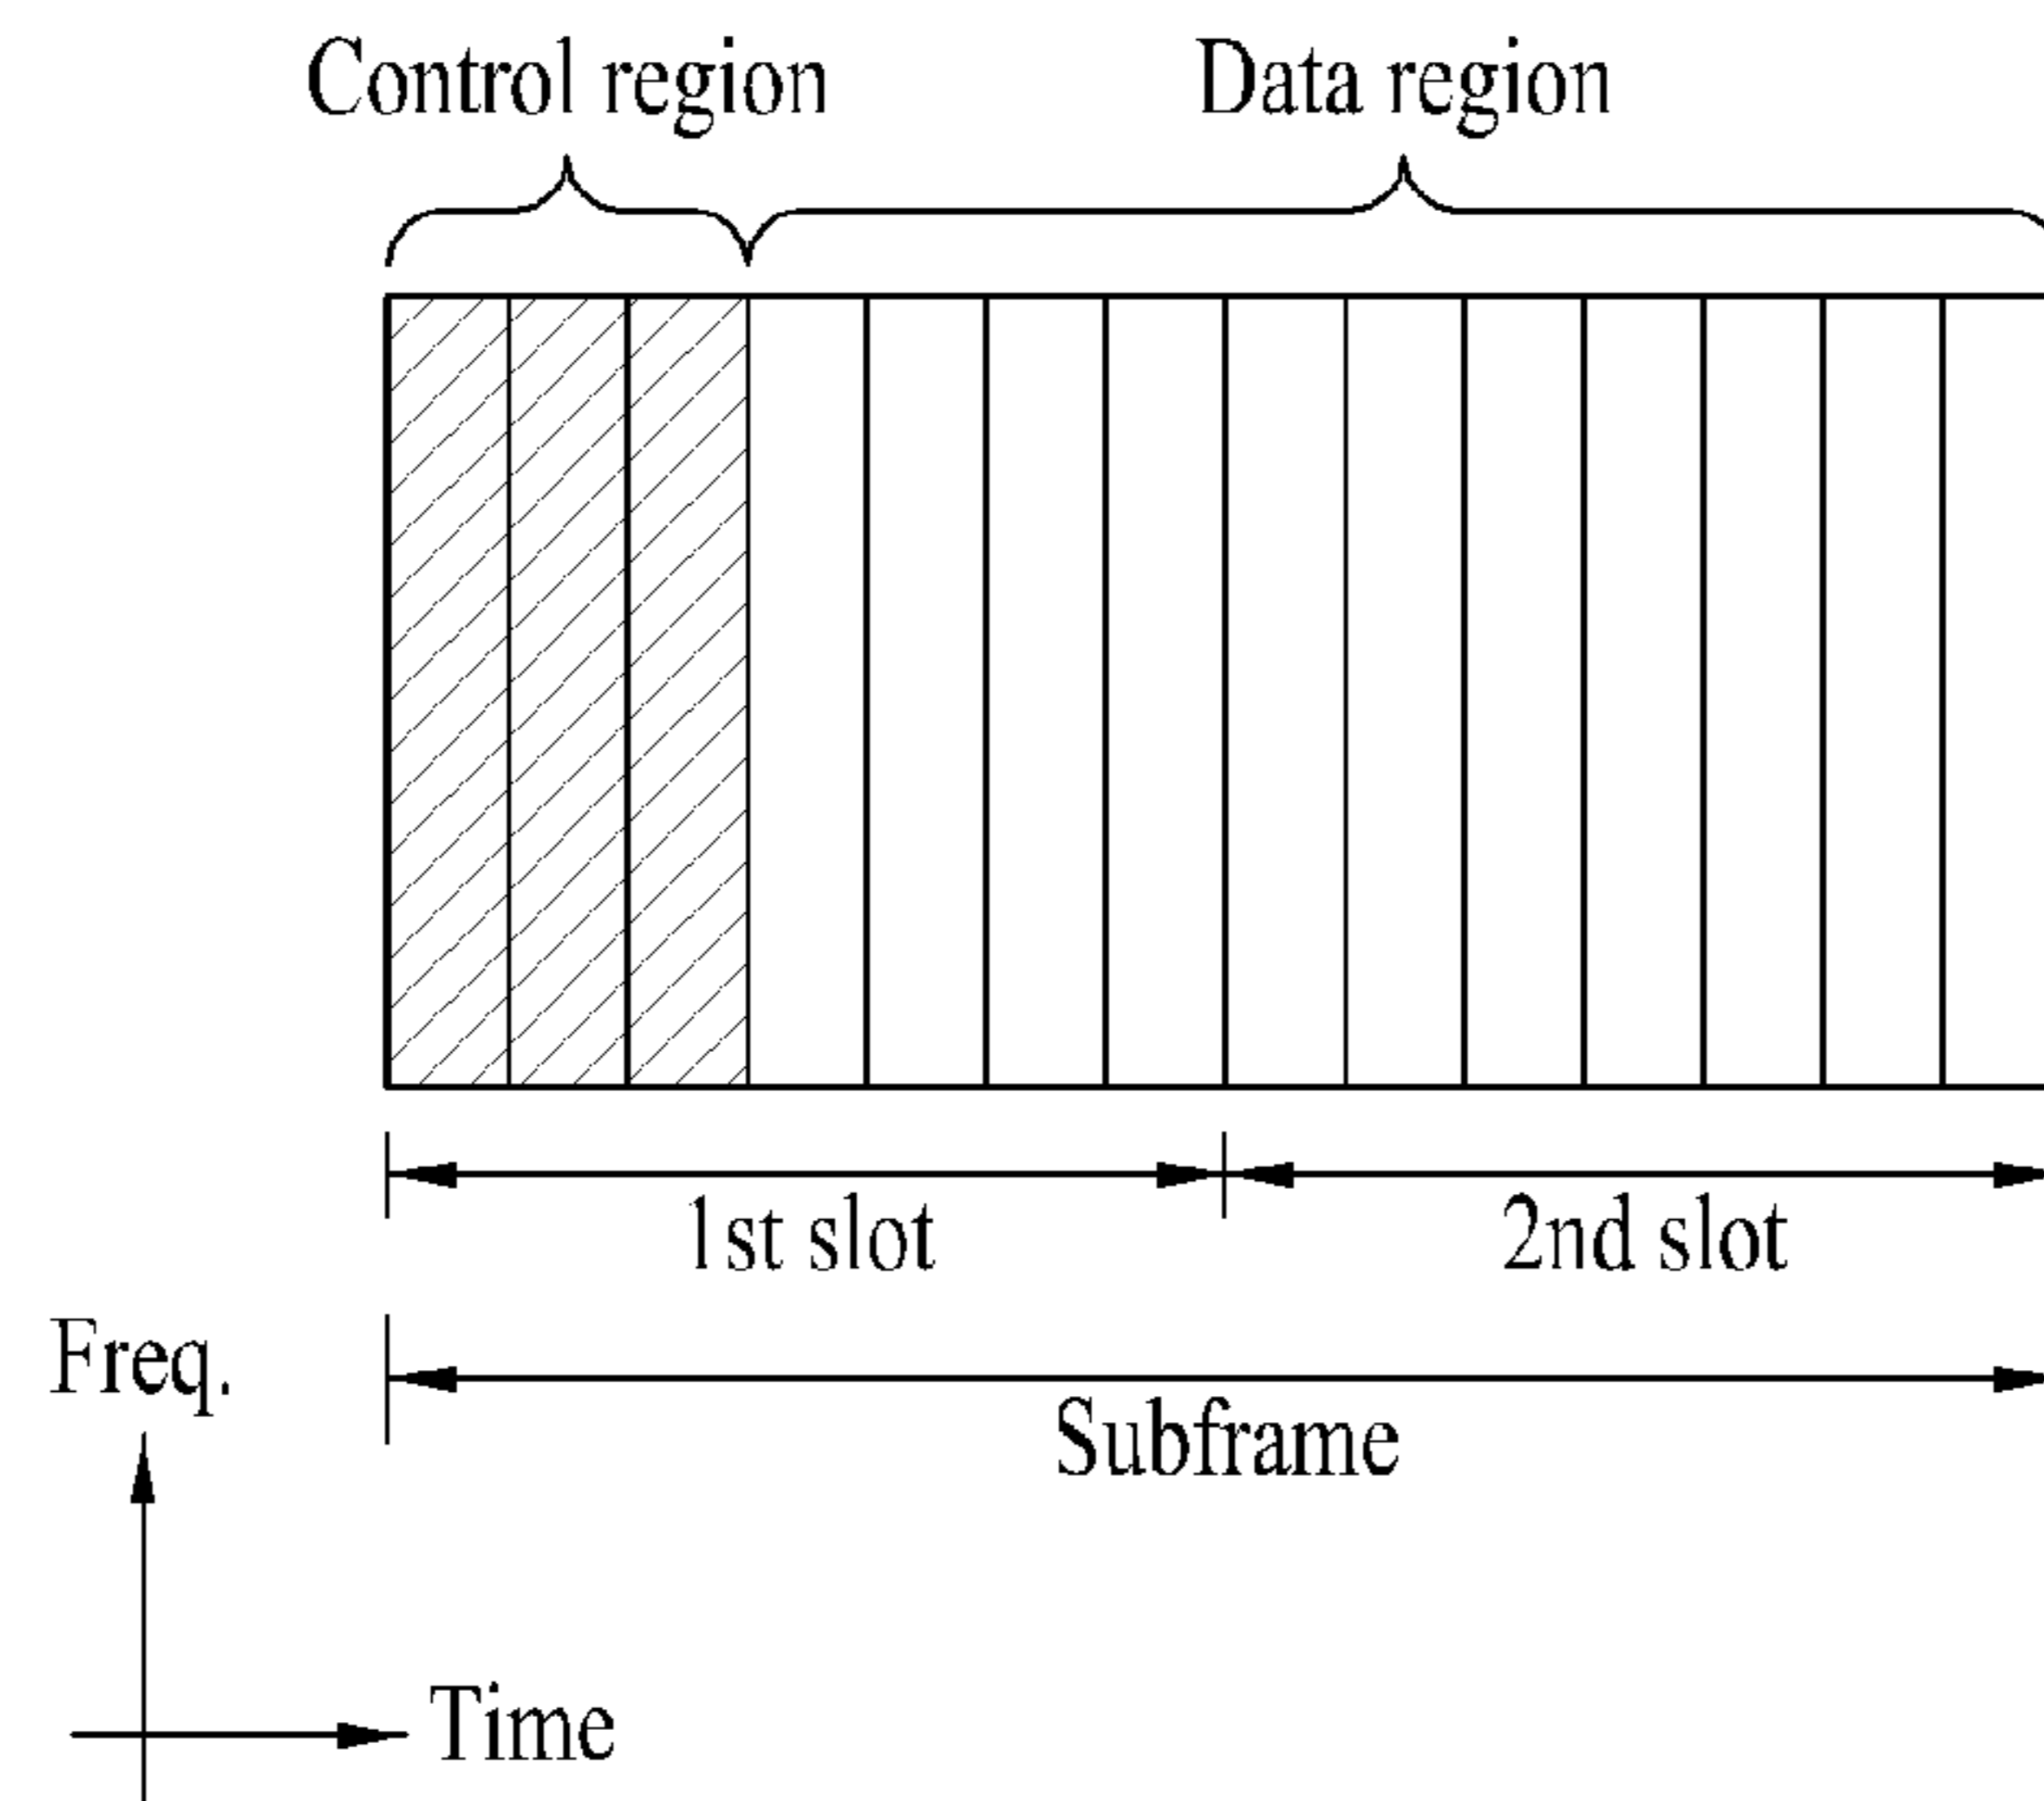 Control region
Data region
1st slot
2nd slot
Subframe
Freq.
Time